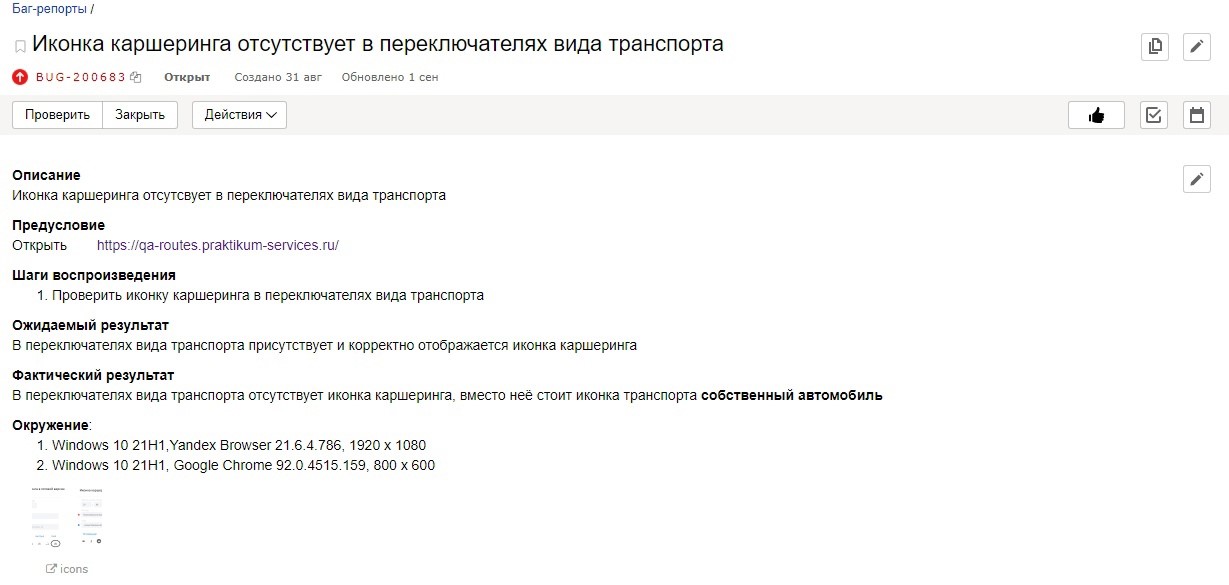 Баг-репорты /
Иконка каршеринга отсутствует в переключателях вида транспорта
BUG-200683 Открыт Создано 31 авг Обновлено 1 сен
Проверить Закрыть Действия
Описание
Иконка каршеринга отсутсвует в переключателях вида транспорта
Предусловие
Открыть https://qa-routes.praktikum-services.ru/
Шаги воспроизведения
1. Проверить иконку каршеринга в переключателях вида транспорта
Ожидаемый результат
В переключателях вида транспорта присутствует и корректно отображается иконка каршеринга
Фактический результат
В переключателях вида транспорта отсутствует иконка каршеринга, вместо неё стоит иконка транспорта собственный автомобиль
Окружение:
1. Windows 10 21H1,Yandex Browser 21.6.4.786, 1920 x 1080
2. Windows 10 21H1, Google Chrome 92.0.4515.159, 800 x 600
icons